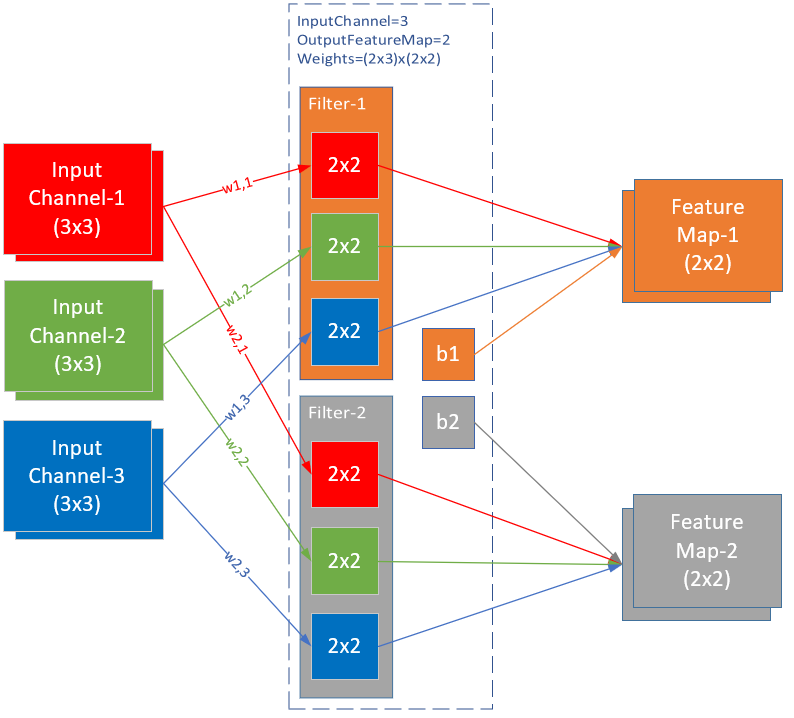 InputChannel=3
OutputFeatureMap=2
Weights=(2x3)x(2x2)
Filter-1
Input
Channel-1
(3x3)
w1,1
2x2
Feature
Map-1
(2x2)
2x2
Input
Channel-2
(3x3)
w1,2
w2,1
2x2
b1
Filter-2
b2
w1,3
w2,2
Input
Channel-3
(3x3)
2x2
Feature
Map-2
(2x2)
w2,3
2x2
2x2